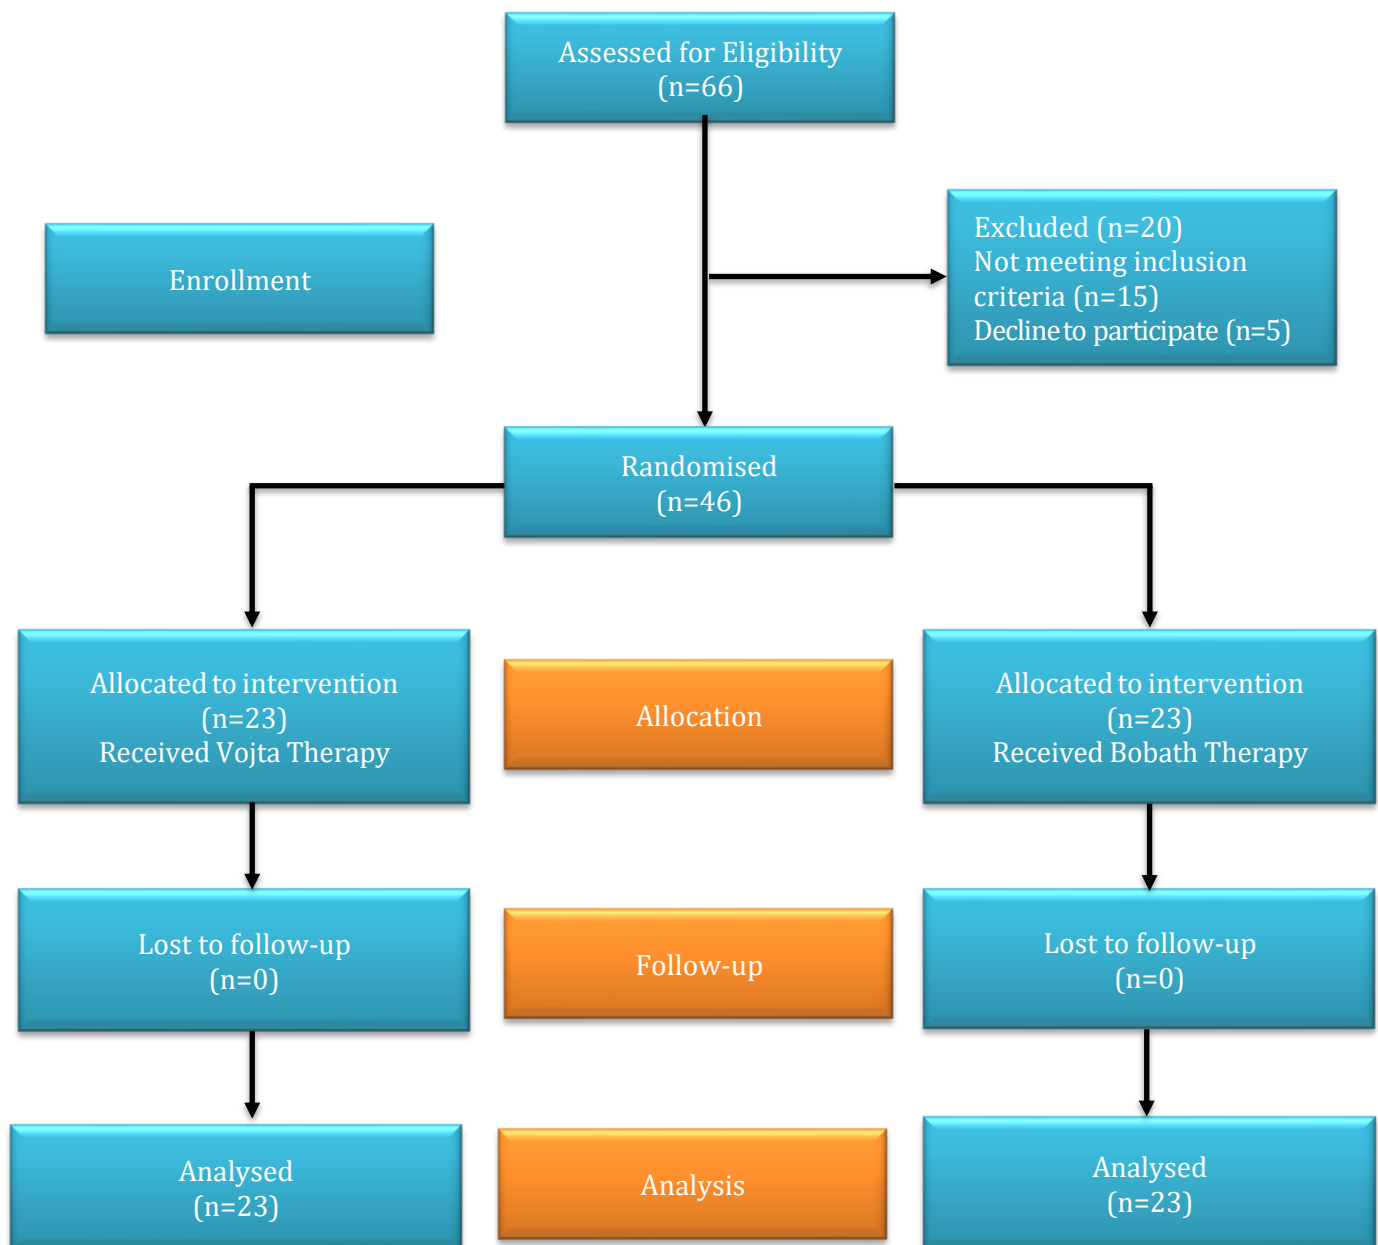 Assessed for Eligibility
(n=66)
Enrollment
Excluded (n=20)
Not meeting inclusion
criteria (n=15)
Decline to participate (n=5)
Randomised
(n=46)
Allocated to intervention
(n=23)
Received Vojta Therapy
Allocation
Allocated to intervention
(n=23)
Received Bobath Therapy
Lost to follow-up
(n=0)
Follow-up
Lost to follow-up
(n=0)
Analysed
(n=23)
Analysis
Analysed
(n=23)